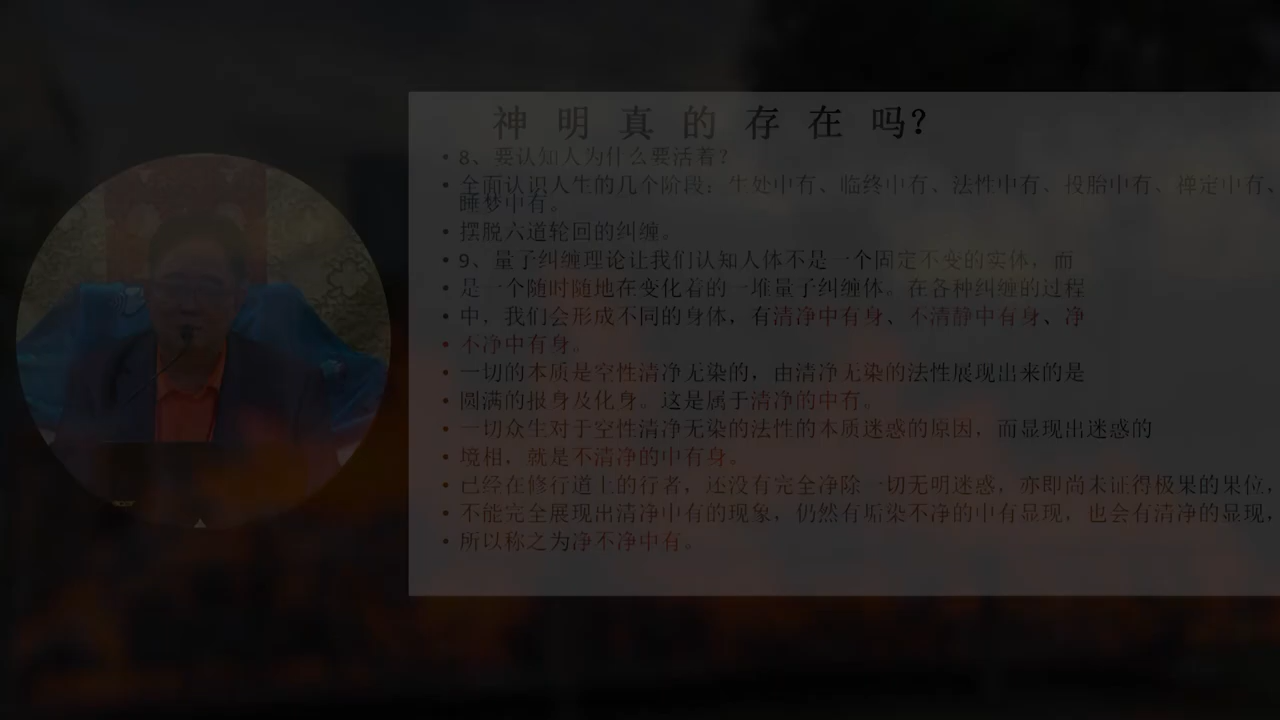 神明真的存在吗?
• 8、要认知人为什么要活着?
• 全面认识人生的几个阶段：生处中有、临终中有、法性中有、投胎中有、禅定中有、
睡梦中有。
• 摆脱六道轮回的纠缠。
• 9、量子纠缠理论让我们认知人体不是一个固定不变的实体，而
• 是一个随时随地在变化着的一堆量子纠缠体。在各种纠缠的过程
• 中，我们会形成不同的身体，有清净中有身、不清静中有身、净
• 不净中有身。
• 一切的本质是空性清净无染的，由清净无染的法性展现出来的是
• 圆满的报身及化身。这是属于清净的中有。
• 一切众生对于空性清净无染的法性的本质迷惑的原因，而显现出迷惑的
• 境相，就是不清净的中有身。
• 已经在修行道上的行者，还没有完全净除一切无明迷惑，亦即尚未证得极果的果位，
• 不能完全展现出清净中有的现象，仍然有垢染不净的中有显现，也会有清净的显现，
• 所以称之为净不净中有。